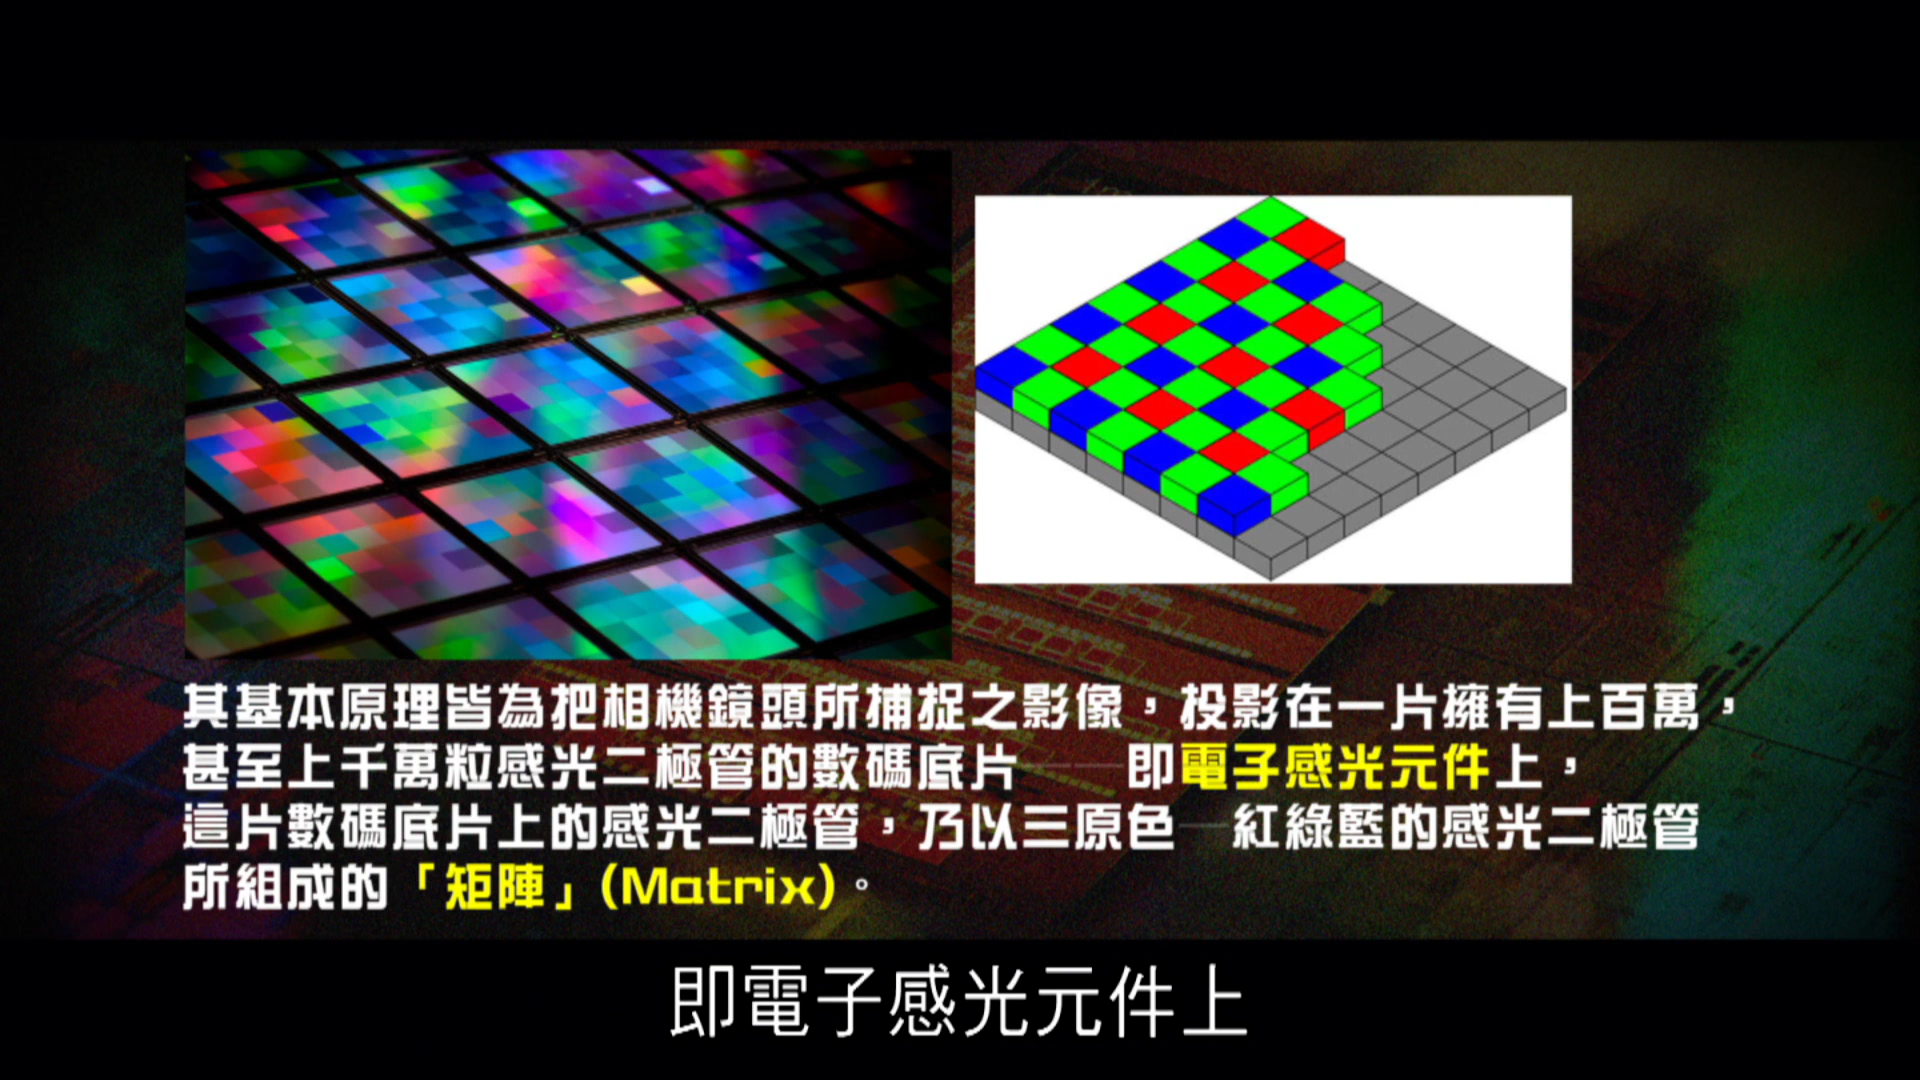 其基本原理皆為把相機鏡頭所捕捉之影像，投影在一片擁有上百萬，
甚至上千萬粒感光二極管的數碼底片——即電子感光元件上，
這片數碼底片上的感光二極管，乃以三原色—紅綠藍的感光二極管
所組成的「矩陣」(Matrix)。
即電子感光元件上